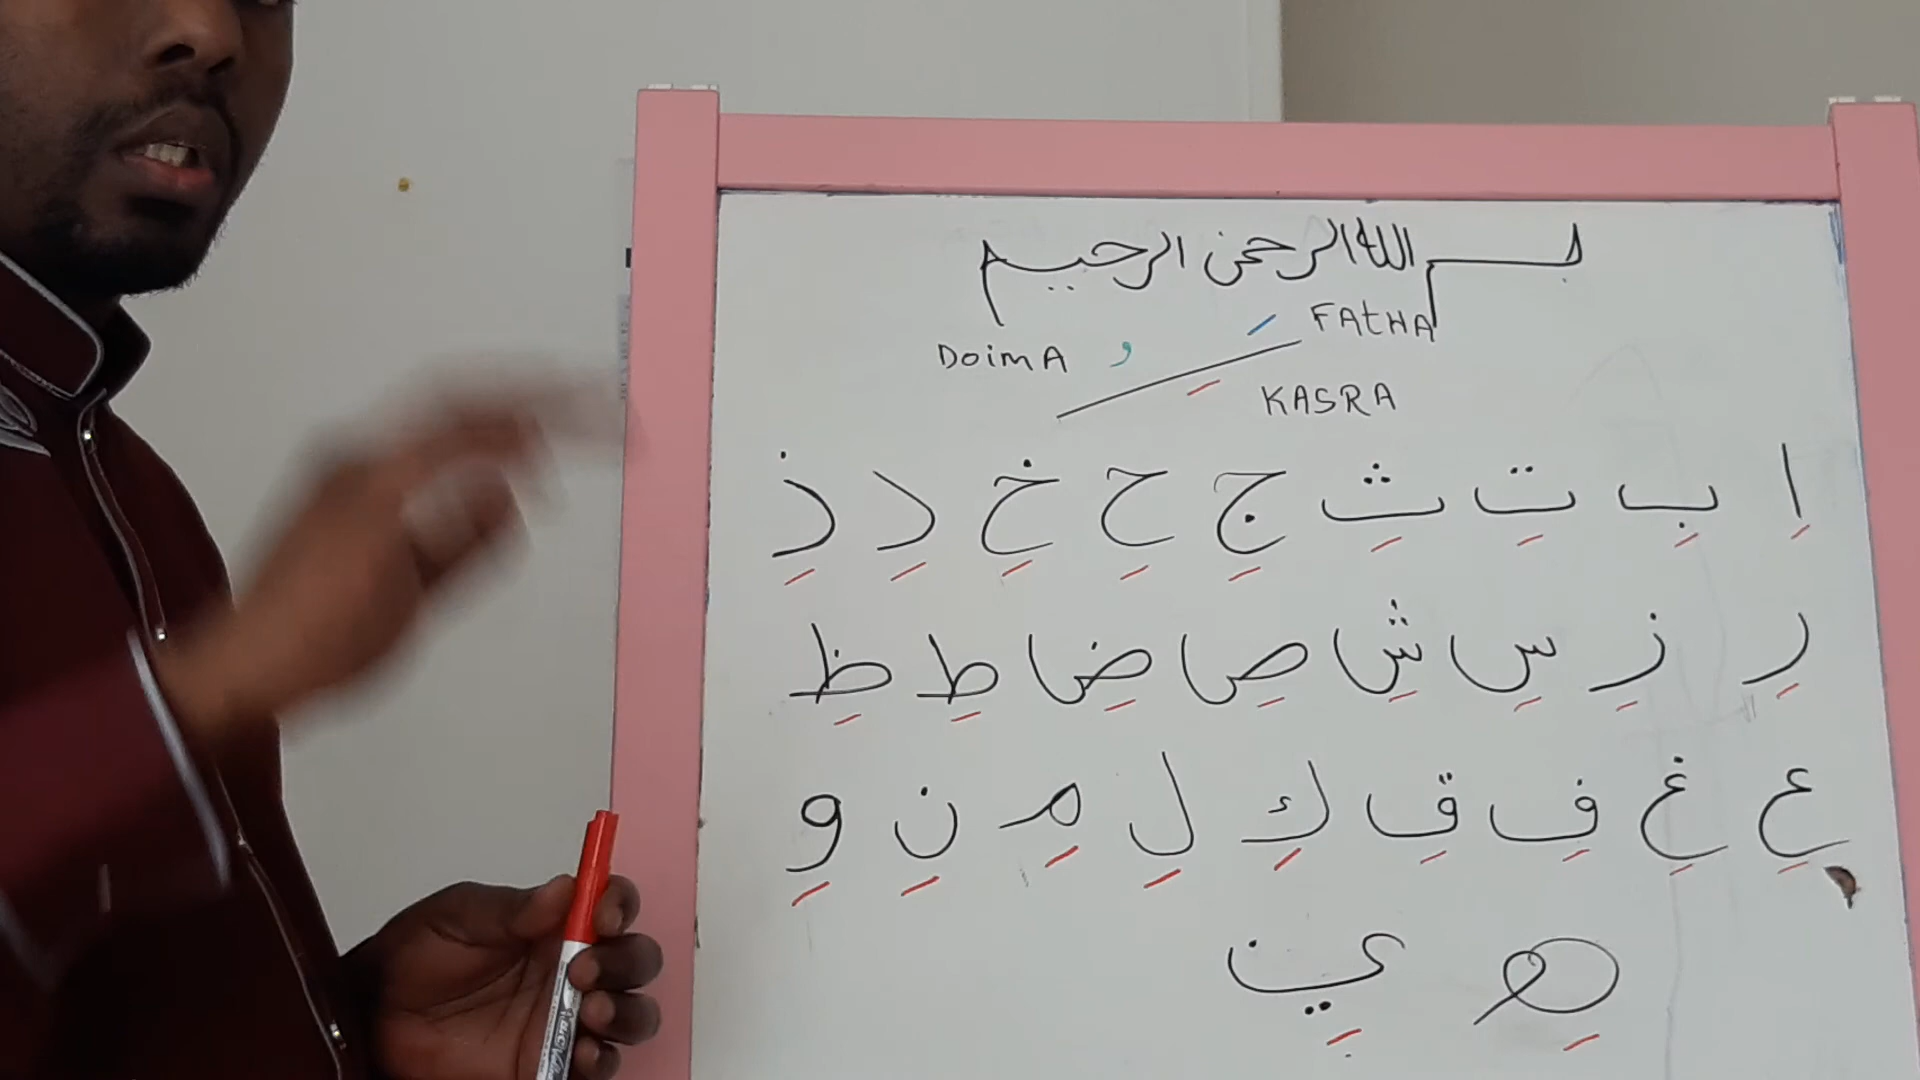 بسم الله الرحمن الرحيم
FAtHA
DoimA ُ
KASRA
اِ بِ تِ ثِ جِ حِ خِ دِ ذِ
رِ زِ سِ شِ صِ ضِ طِ ظِ
عِ غِ فِ قِ كِ لِ مِ نِ وِ
هِ يِ